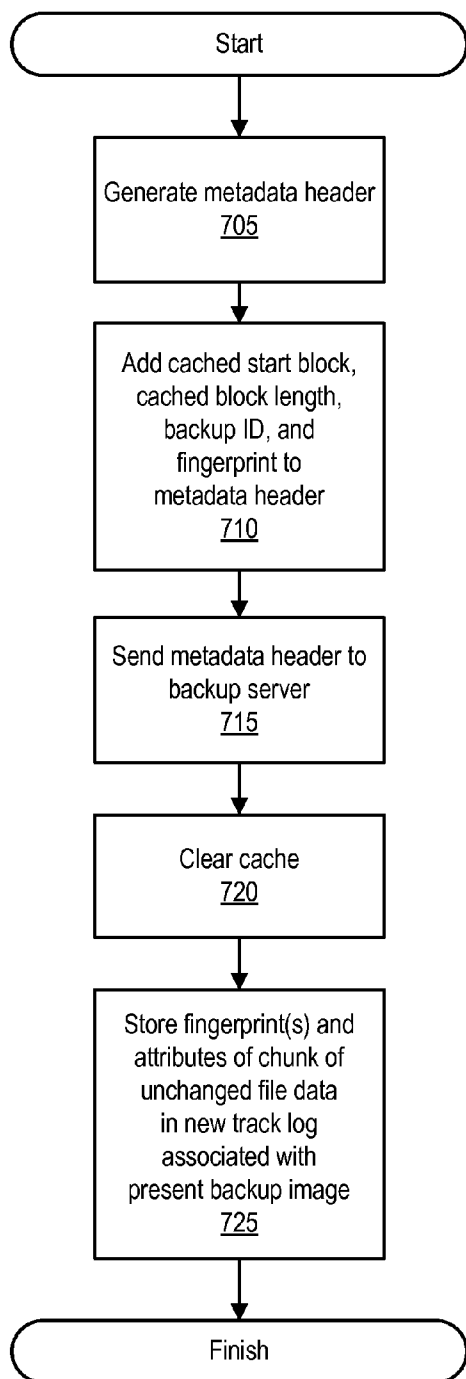 Start
Generate metadata header
705
Add cached start block,
cached block length,
backup ID, and
fingerprint to
metadata header
710
Send metadata header to
backup server
715
Clear cache
720
Store fingerprint(s) and
attributes of chunk of
unchanged file data
in new track log
associated with
present backup image
725
Finish